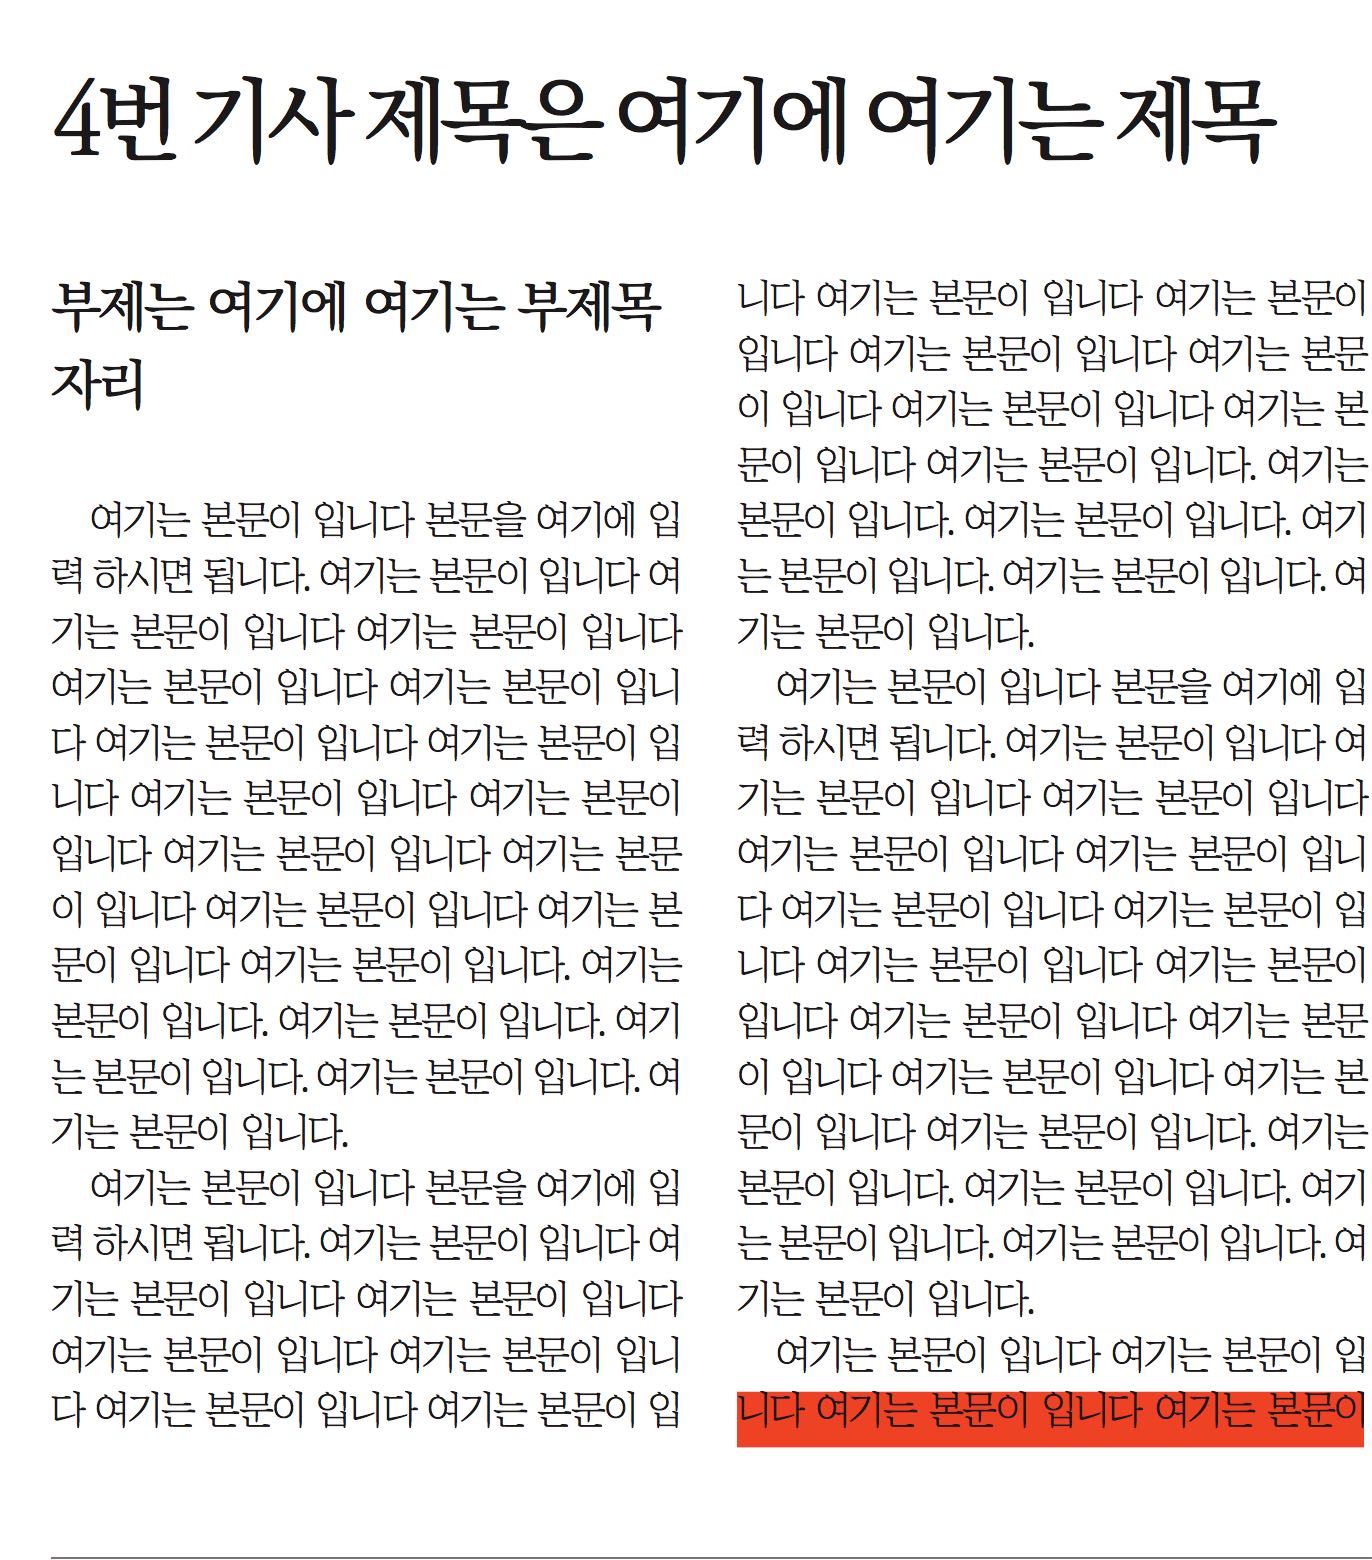 4번 기사 제목은 여기에 여기는 제목
부제는 여기에 여기는 부제목
자리
여기는 본문이 입니다 본문을 여기에 입
력 하시면 됩니다. 여기는 본문이 입니다 여
기는 본문이 입니다 여기는 본문이 입니다
여기는 본문이 입니다 여기는 본문이 입니
다 여기는 본문이 입니다 여기는 본문이 입
니다 여기는 본문이 입니다 여기는 본문이
입니다 여기는 본문이 입니다 여기는 본문
이 입니다 여기는 본문이 입니다 여기는 본
문이 입니다 여기는 본문이 입니다. 여기는
본문이 입니다. 여기는 본문이 입니다. 여기
는 본문이 입니다. 여기는 본문이 입니다. 여
기는 본문이 입니다.
여기는 본문이 입니다 본문을 여기에 입
력 하시면 됩니다. 여기는 본문이 입니다 여
기는 본문이 입니다 여기는 본문이 입니다
여기는 본문이 입니다 여기는 본문이 입니
다 여기는 본문이 입니다 여기는 본문이 입
니다 여기는 본문이 입니다 여기는 본문이
입니다 여기는 본문이 입니다 여기는 본문
이 입니다 여기는 본문이 입니다 여기는 본
문이 입니다 여기는 본문이 입니다. 여기는
본문이 입니다. 여기는 본문이 입니다. 여기
는 본문이 입니다. 여기는 본문이 입니다. 여
기는 본문이 입니다.
여기는 본문이 입니다 본문을 여기에 입
력 하시면 됩니다. 여기는 본문이 입니다 여
기는 본문이 입니다 여기는 본문이 입니다
여기는 본문이 입니다 여기는 본문이 입니
다 여기는 본문이 입니다 여기는 본문이 입
니다 여기는 본문이 입니다 여기는 본문이
입니다 여기는 본문이 입니다 여기는 본문
이 입니다 여기는 본문이 입니다 여기는 본
문이 입니다 여기는 본문이 입니다. 여기는
본문이 입니다. 여기는 본문이 입니다. 여기
는 본문이 입니다. 여기는 본문이 입니다. 여
기는 본문이 입니다.
여기는 본문이 입니다 여기는 본문이 입
니다 여기는 본문이 입니다 여기는 본문이